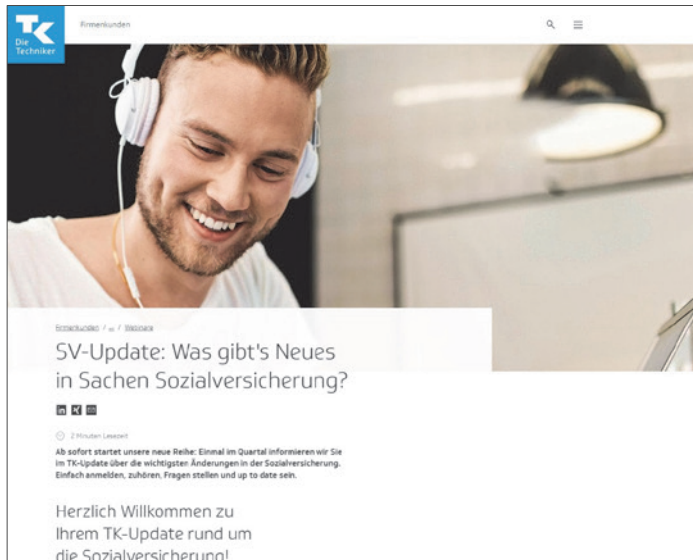 TK
Die
Techniker
Firmenkunden
Firmenkunden / ... / Webinare
SV-Update: Was gibt's Neues
in Sachen Sozialversicherung?
in
2 Minuten Lesezeit
Ab sofort startet unsere neue Reihe: Einmal im Quartal informieren wir Sie
im TK-Update über die wichtigsten Änderungen in der Sozialversicherung.
Einfach anmelden, zuhören, Fragen stellen und up to date sein.
Herzlich Willkommen zu
Ihrem TK-Update rund um
die Sozialversicherung!